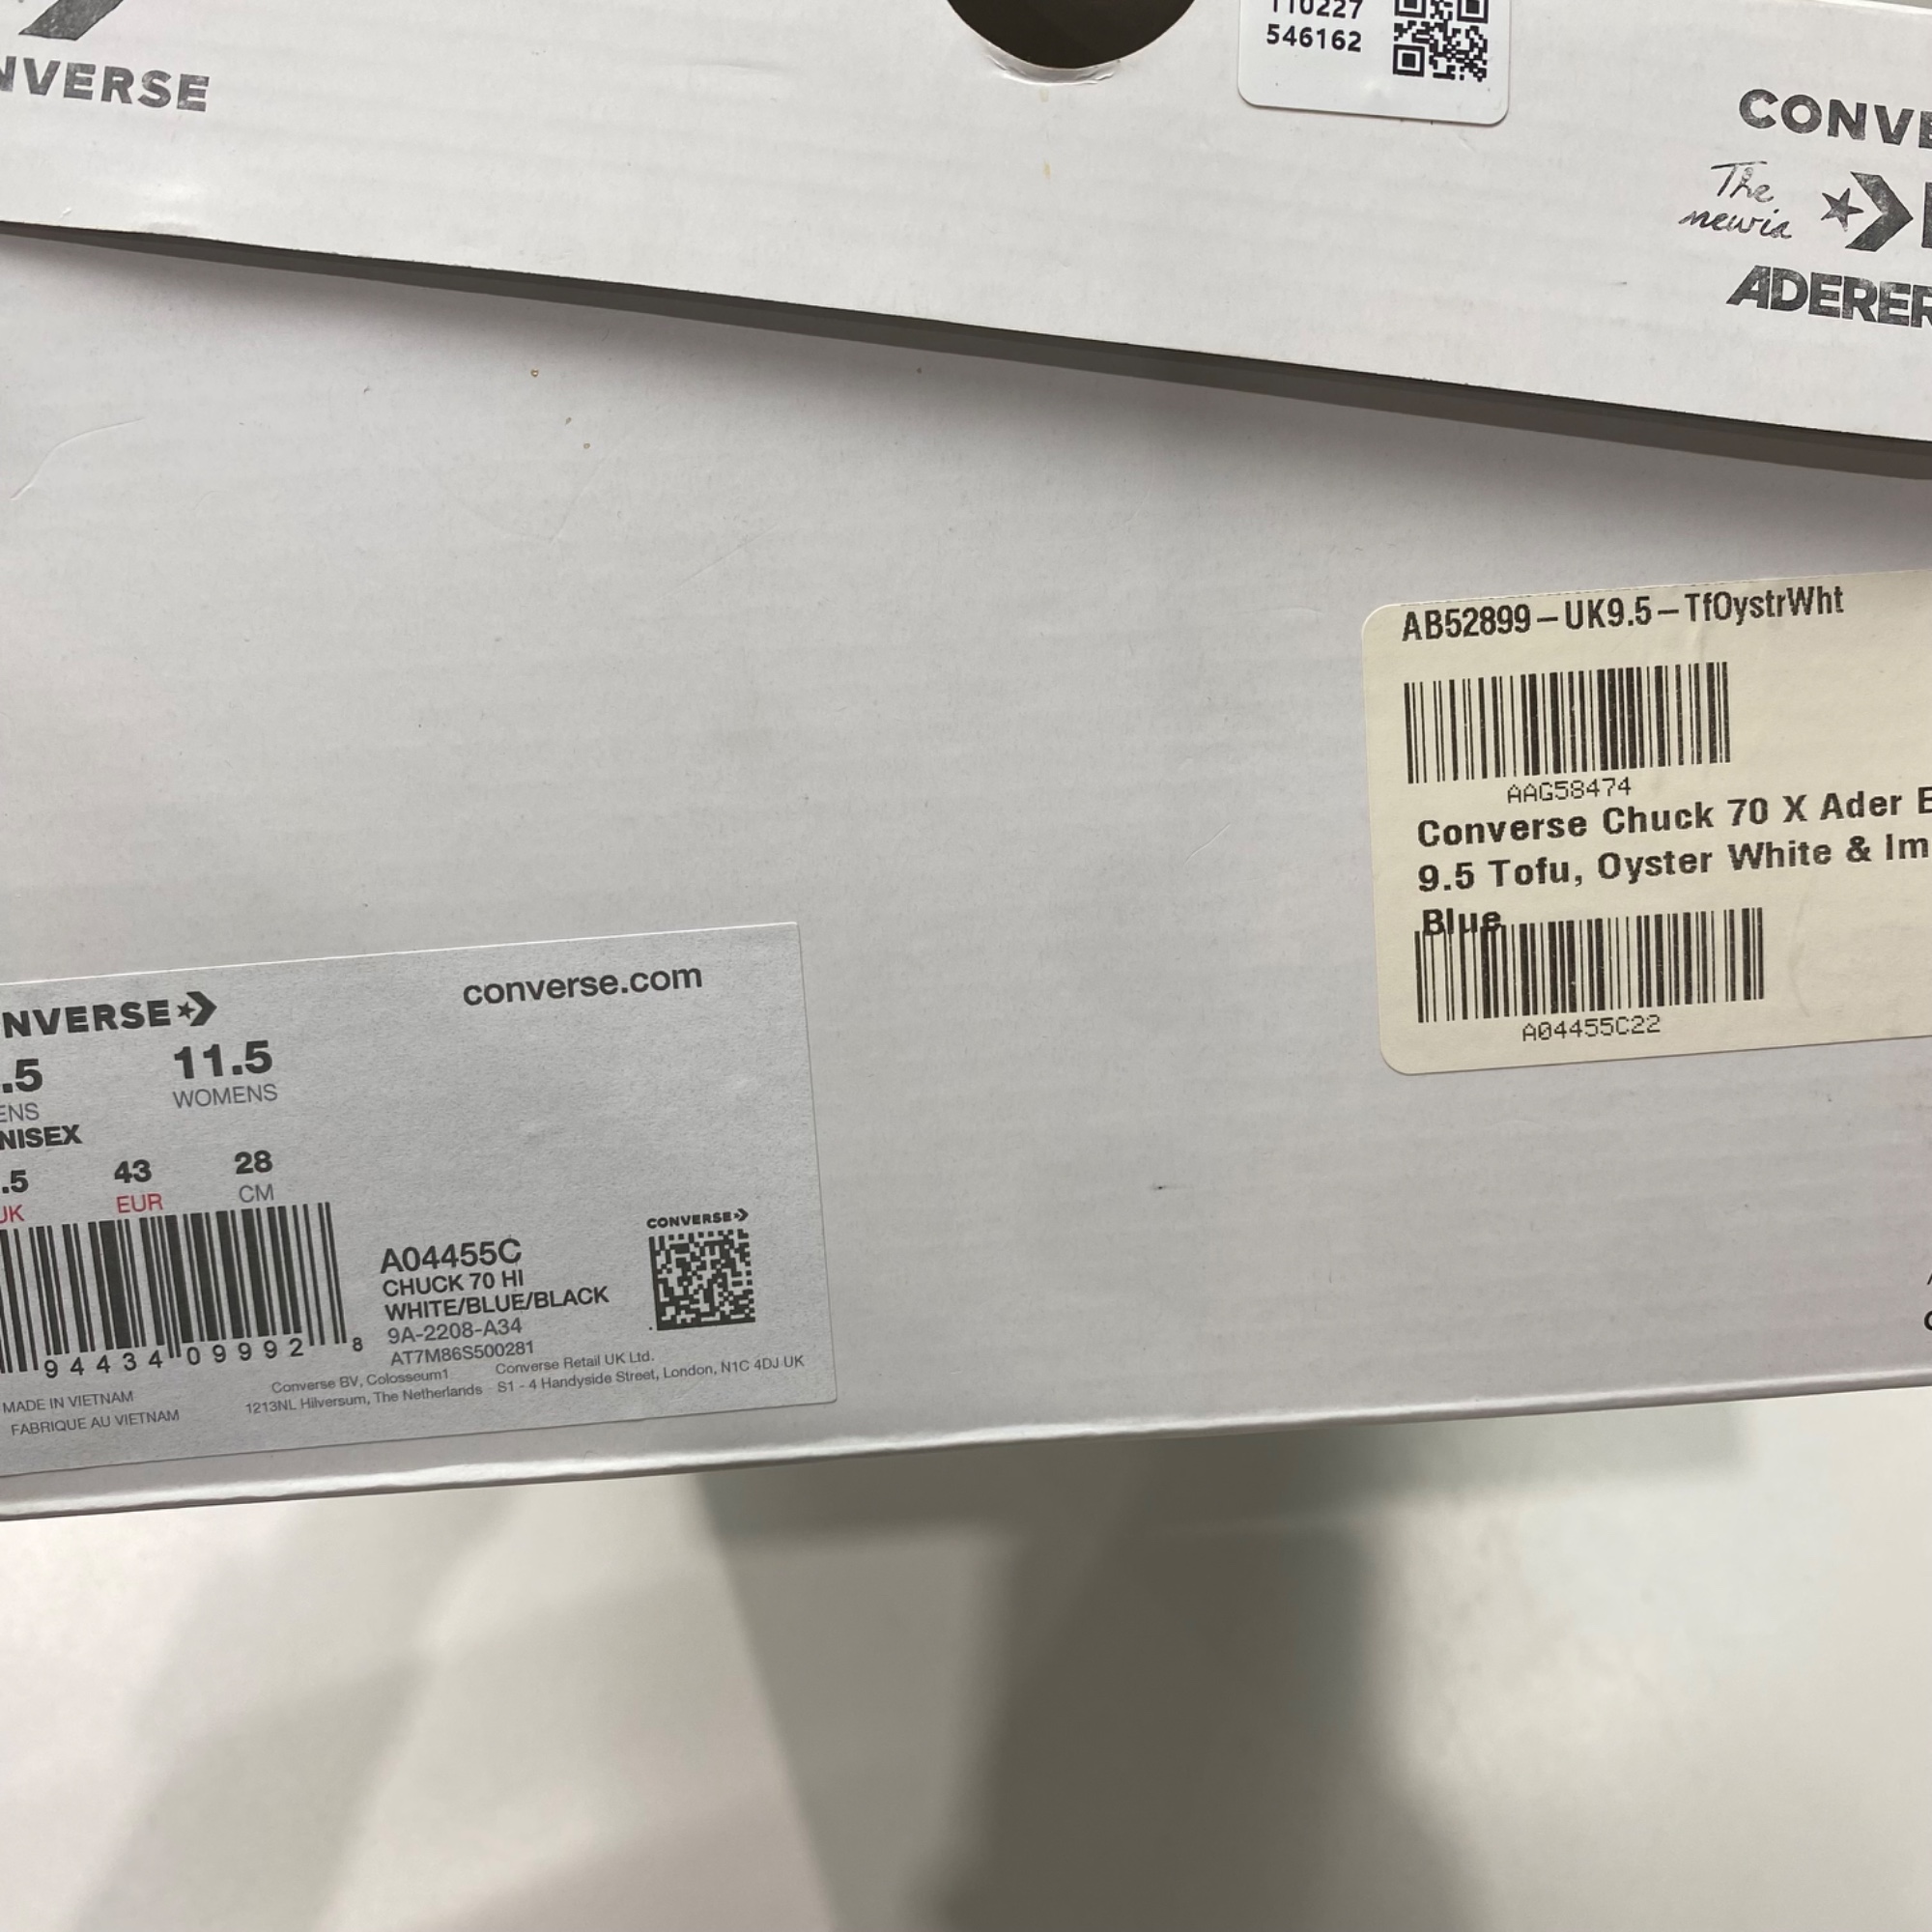 NVERSE
110227
546162
CONVE
The
newia
ADERER
AB52899-UK9.5-TfOystrWht
AAG58474
Converse Chuck 70 X Ader E
9.5 Tofu, Oyster White & Im
Blue
A04455C22
NVERSE
converse.com
.5 11.5
ENS WOMENS
NISEX
.5 43 28
UK EUR CM
94434 09992 8
A04455C
CHUCK 70 HI
WHITE/BLUE/BLACK
9A-2208-A34
AT7M86S500281
CONVERSE
MADE IN VIETNAM
FABRIQUE AU VIETNAM
Converse BV, Colosseum1
1213NL Hilversum, The Netherlands
Converse Retail UK Ltd.
S1 - 4 Handyside Street, London, N1C 4DJ UK